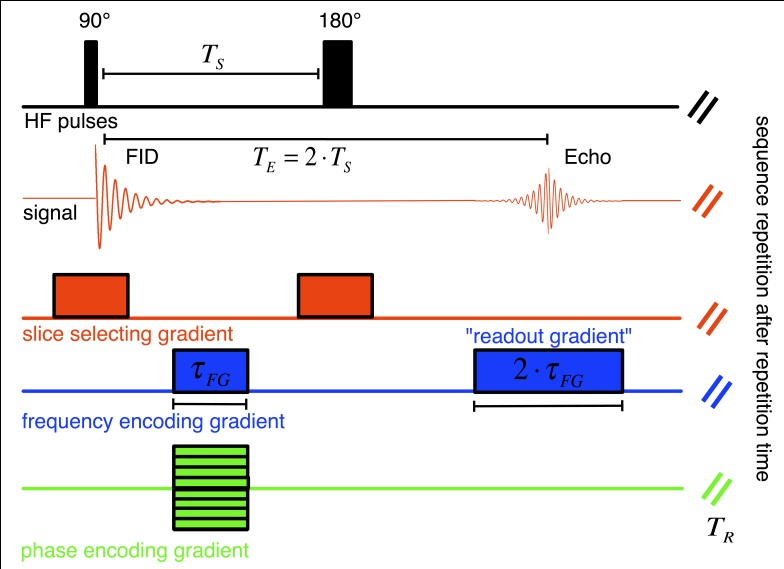 90°
180°
T_S
HF pulses
FID
T_E = 2 · T_S
Echo
signal
slice selecting gradient
"readout gradient"
τ_FG
2 · τ_FG
frequency encoding gradient
phase encoding gradient
T_R
sequence repetition after repetition time